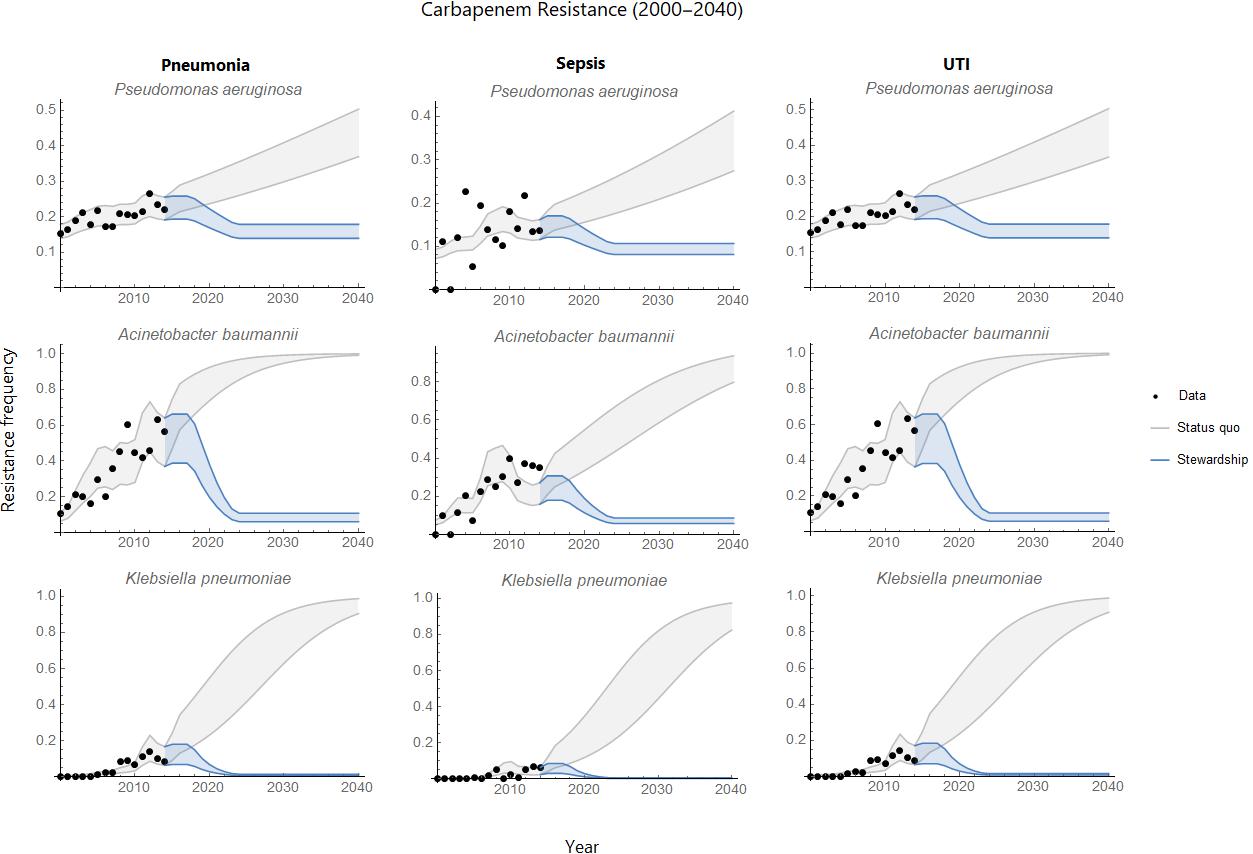 Carbapenem Resistance (2000–2040)
Pneumonia
Sepsis
UTI
Pseudomonas aeruginosa
0.5
0.4
0.3
0.2
0.1
2010 2020 2030 2040
Pseudomonas aeruginosa
0.4
0.3
0.2
0.1
2010 2020 2030 2040
Pseudomonas aeruginosa
0.5
0.4
0.3
0.2
0.1
2010 2020 2030 2040
Resistance frequency
Acinetobacter baumannii
1.0
0.8
0.6
0.4
0.2
2010 2020 2030 2040
Acinetobacter baumannii
0.8
0.6
0.4
0.2
2010 2020 2030 2040
Acinetobacter baumannii
1.0
0.8
0.6
0.4
0.2
2010 2020 2030 2040
Data
Status quo
Stewardship
Klebsiella pneumoniae
1.0
0.8
0.6
0.4
0.2
2010 2020 2030 2040
Klebsiella pneumoniae
1.0
0.8
0.6
0.4
0.2
2010 2020 2030 2040
Klebsiella pneumoniae
1.0
0.8
0.6
0.4
0.2
2010 2020 2030 2040
Year